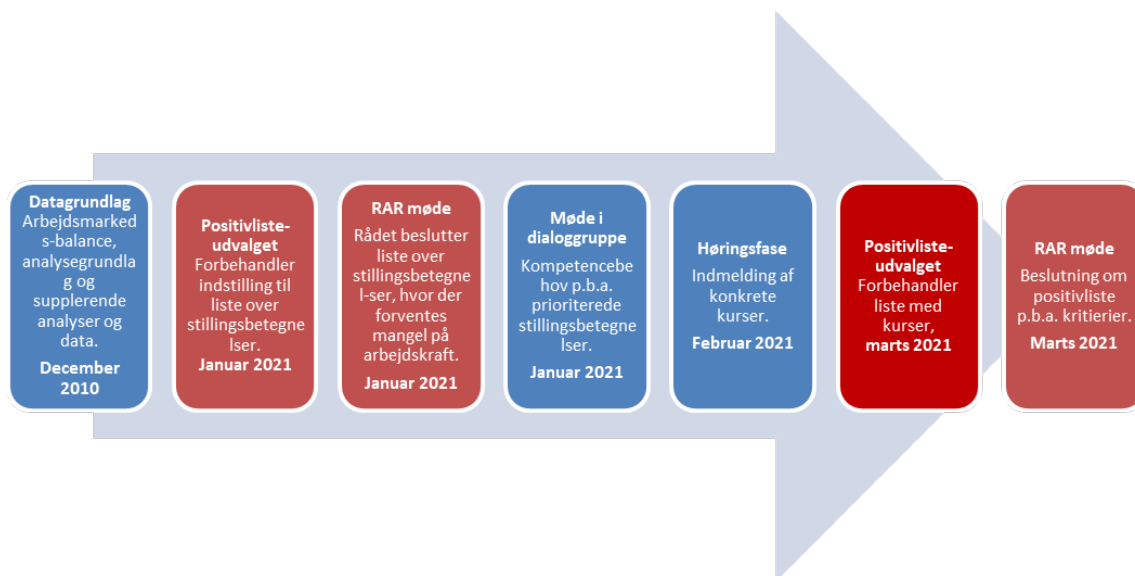 Datagrundlag
Arbejdsmarked
s-balance,
analysegrundla
g og
supplerende
analyser og
data.
December
2010
Positivliste-
udvalget
Forbehandler
indstilling til
liste over
stillingsbetegne
lser.
Januar 2021
RAR møde
Rådet beslutter
liste over
stillingsbetegne
l-ser, hvor der
forventes
mangel på
arbejdskraft.
Januar 2021
Møde i
dialoggruppe
Kompetencebe
hov p.b.a.
prioriterede
stillingsbetegne
lser.
Januar 2021
Høringsfase
Indmelding af
konkrete
kurser.
Februar 2021
Positivliste-
udvalget
Forbehandler
liste med
kurser,
marts 2021
RAR møde
Beslutning om
positivliste
p.b.a. kritierier.
Marts 2021